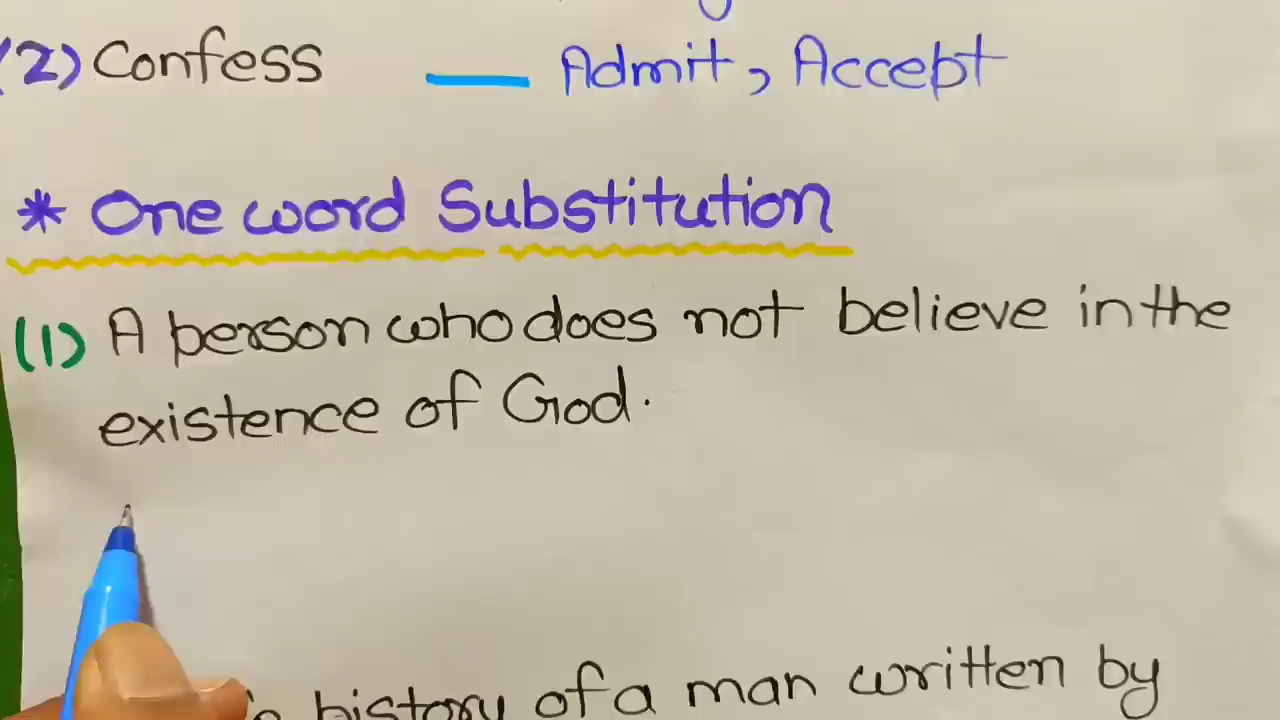 (2) Confess — Admit, Accept
* One word Substitution
(1) A person who does not believe in the
existence of God.
history of a man written by